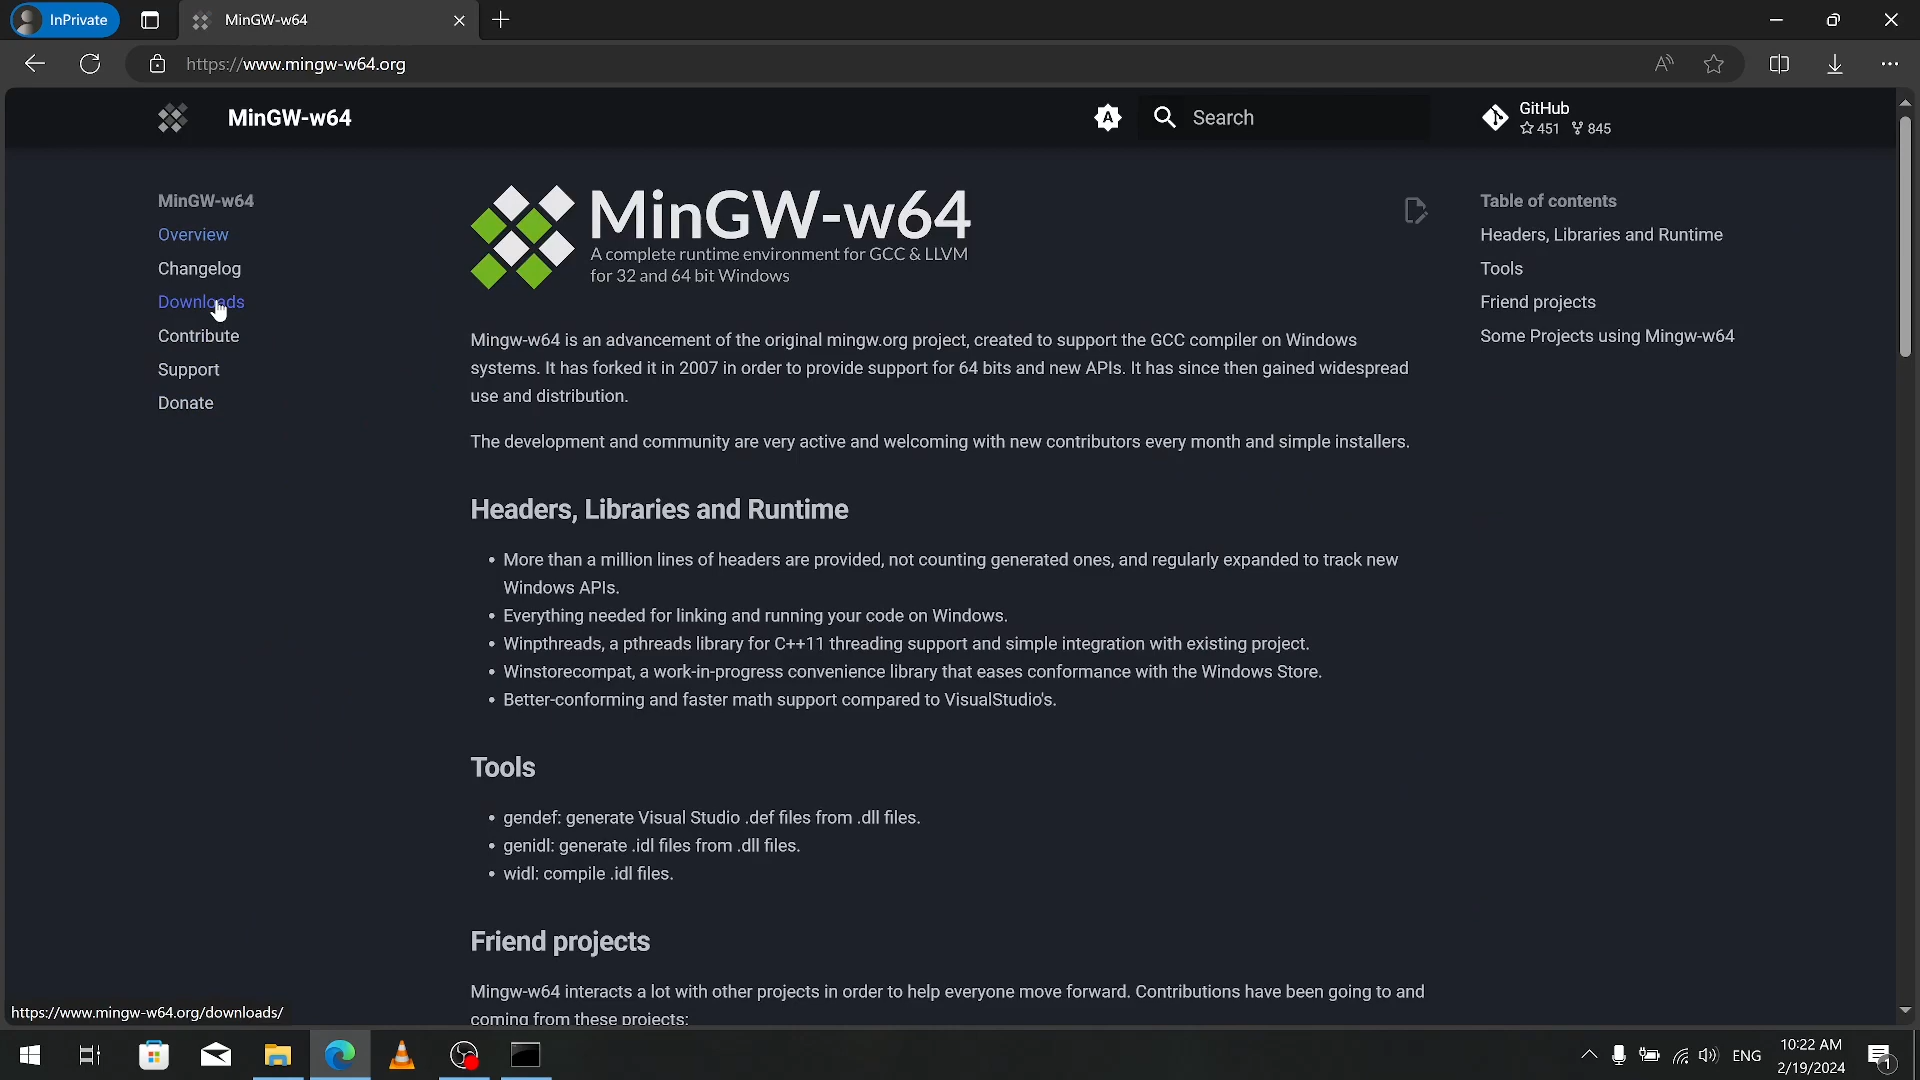 InPrivate
MinGW-w64
https://www.mingw-w64.org
MinGW-w64
Search
GitHub
451 845
MinGW-w64
Overview
Changelog
Downloads
Contribute
Support
Donate
MinGW-w64
A complete runtime environment for GCC & LLVM
for 32 and 64 bit Windows
Mingw-w64 is an advancement of the original mingw.org project, created to support the GCC compiler on Windows
systems. It has forked it in 2007 in order to provide support for 64 bits and new APIs. It has since then gained widespread
use and distribution.
The development and community are very active and welcoming with new contributors every month and simple installers.
Headers, Libraries and Runtime
• More than a million lines of headers are provided, not counting generated ones, and regularly expanded to track new
Windows APIs.
• Everything needed for linking and running your code on Windows.
• Winpthreads, a pthreads library for C++11 threading support and simple integration with existing project.
• Winstorecompat, a work-in-progress convenience library that eases conformance with the Windows Store.
• Better-conforming and faster math support compared to VisualStudio's.
Tools
• gendef: generate Visual Studio .def files from .dll files.
• genidl: generate .idl files from .dll files.
• widl: compile .idl files.
Friend projects
Mingw-w64 interacts a lot with other projects in order to help everyone move forward. Contributions have been going to and
coming from these projects:
Table of contents
Headers, Libraries and Runtime
Tools
Friend projects
Some Projects using Mingw-w64
https://www.mingw-w64.org/downloads/
ENG
10:22 AM
2/19/2024
1